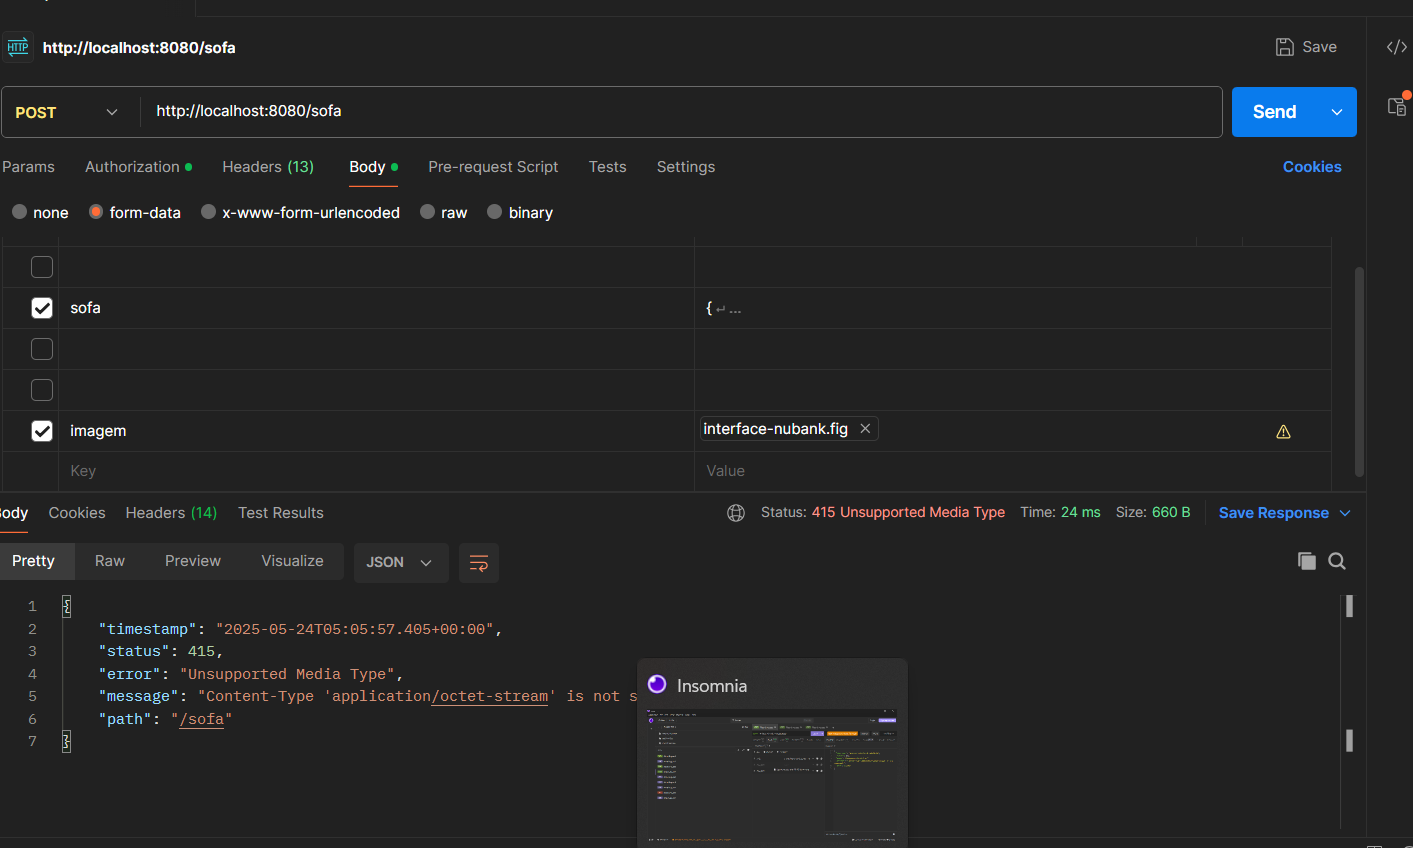 HTTP http://localhost:8080/sofa Save
POST http://localhost:8080/sofa Send
Params Authorization Headers (13) Body Pre-request Script Tests Settings Cookies
none form-data x-www-form-urlencoded raw binary
sofa { ↵ ...
imagem interface-nubank.fig
Key Value
ody Cookies Headers (14) Test Results Status: 415 Unsupported Media Type Time: 24 ms Size: 660 B Save Response
Pretty Raw Preview Visualize JSON
1 {
2 "timestamp": "2025-05-24T05:05:57.405+00:00",
3 "status": 415,
4 "error": "Unsupported Media Type",
5 "message": "Content-Type 'application/octet-stream' is not s
6 "path": "/sofa"
7 }
Insomnia